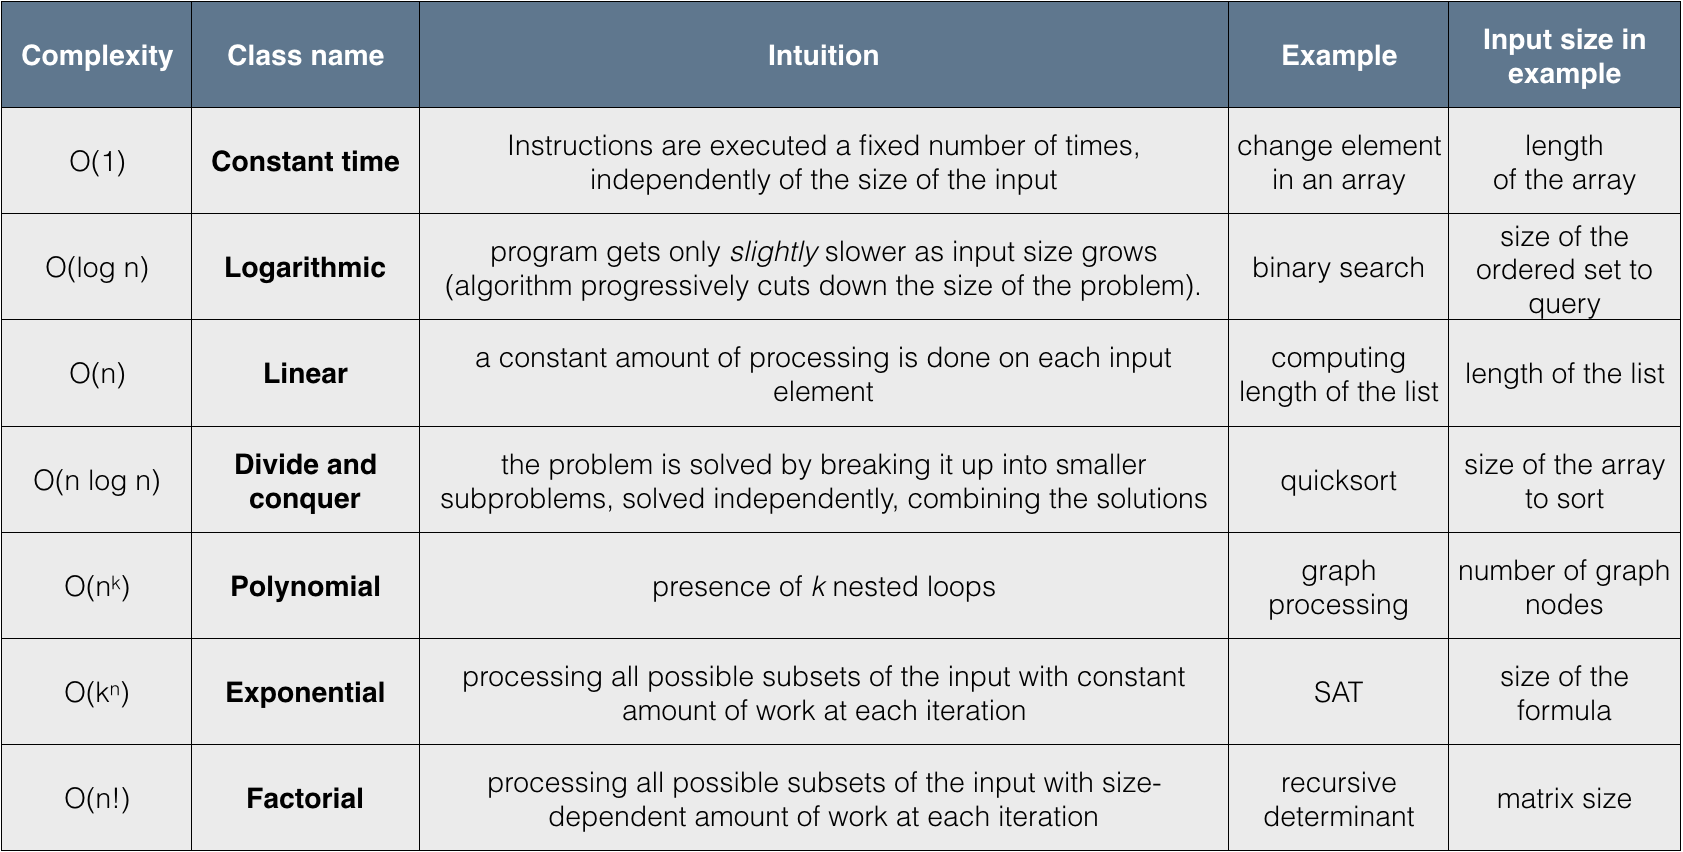 Complexity
Class name
Intuition
Example
Input size in
example
O(1)
Constant time
Instructions are executed a fixed number of times,
independently of the size of the input
change element
in an array
length
of the array
O(log n)
Logarithmic
program gets only slightly slower as input size grows
(algorithm progressively cuts down the size of the problem).
binary search
size of the
ordered set to
query
O(n)
Linear
a constant amount of processing is done on each input
element
computing
length of the list
length of the list
O(n log n)
Divide and
conquer
the problem is solved by breaking it up into smaller
subproblems, solved independently, combining the solutions
quicksort
size of the array
to sort
O(nᵏ)
Polynomial
presence of k nested loops
graph
processing
number of graph
nodes
O(kⁿ)
Exponential
processing all possible subsets of the input with constant
amount of work at each iteration
SAT
size of the
formula
O(n!)
Factorial
processing all possible subsets of the input with size-
dependent amount of work at each iteration
recursive
determinant
matrix size